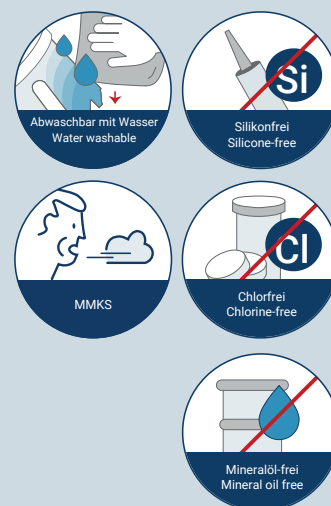 Abwaschbar mit Wasser
Water washable
Si
Silikonfrei
Silicone-free
MMKS
Cl
Chlorfrei
Chlorine-free
Mineralöl-frei
Mineral oil free